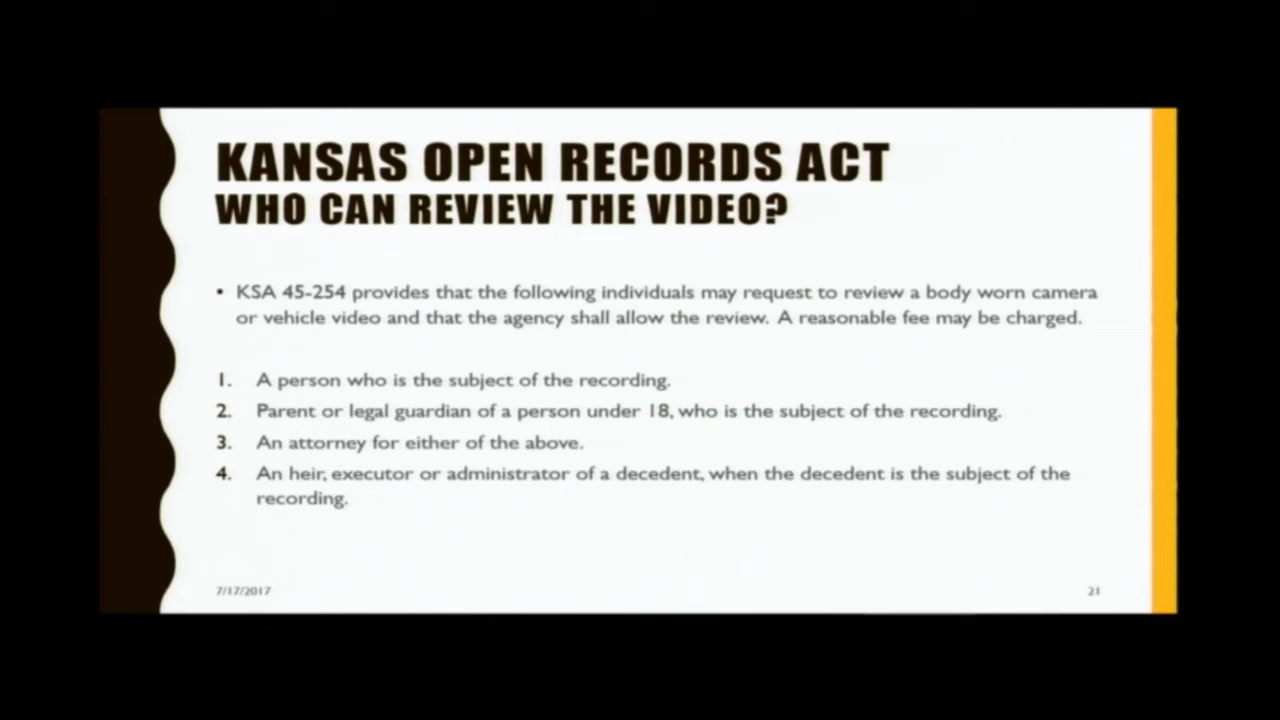 KANSAS OPEN RECORDS ACT
WHO CAN REVIEW THE VIDEO?
• KSA 45-254 provides that the following individuals may request to review a body worn camera
or vehicle video and that the agency shall allow the review. A reasonable fee may be charged.
1. A person who is the subject of the recording.
2. Parent or legal guardian of a person under 18, who is the subject of the recording.
3. An attorney for either of the above.
4. An heir, executor or administrator of a decedent, when the decedent is the subject of the
recording.
7/17/2017
21